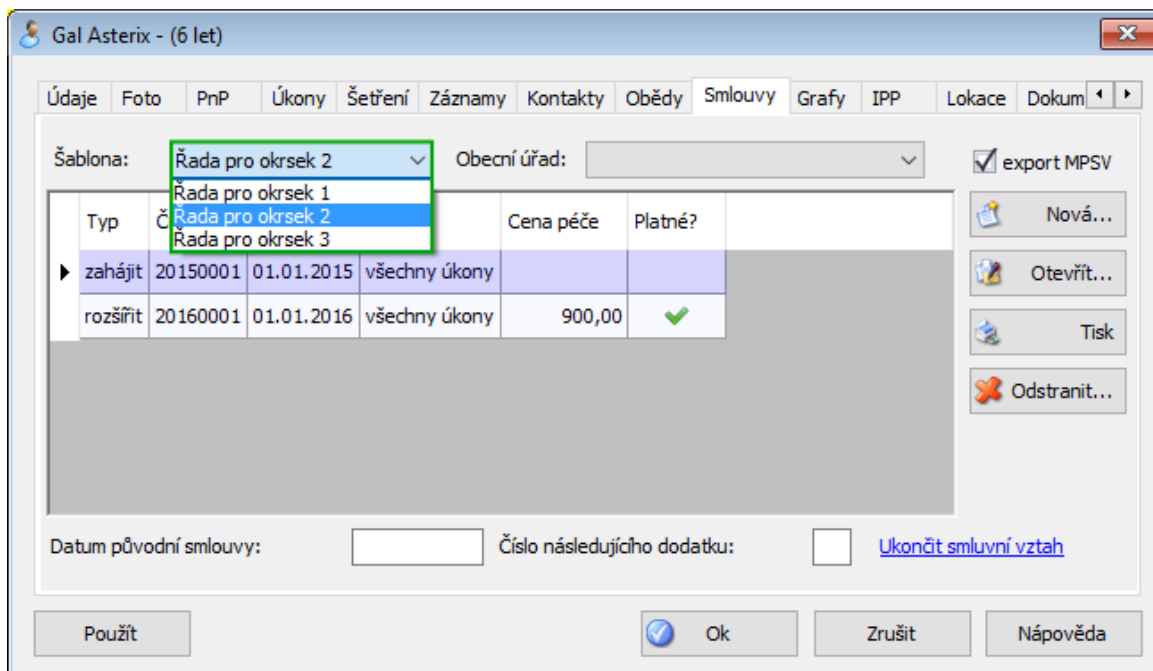 Gal Asterix - (6 let)
Údaje Foto PnP Úkony Šetření Záznamy Kontakty Obědy Smlouvy Grafy IPP Lokace Dokum
Šablona: Řada pro okrsek 2 Obecní úřad: export MPSV
Řada pro okrsek 1
Řada pro okrsek 2
Řada pro okrsek 3
Typ Cena péče Platné?
zahájit 20150001 01.01.2015 všechny úkony
rozšířit 20160001 01.01.2016 všechny úkony 900,00
Nová...
Otevřít...
Tisk
Odstranit...
Datum původní smlouvy: Číslo následujícího dodatku: Ukončit smluvní vztah
Použít Ok Zrušit Nápověda